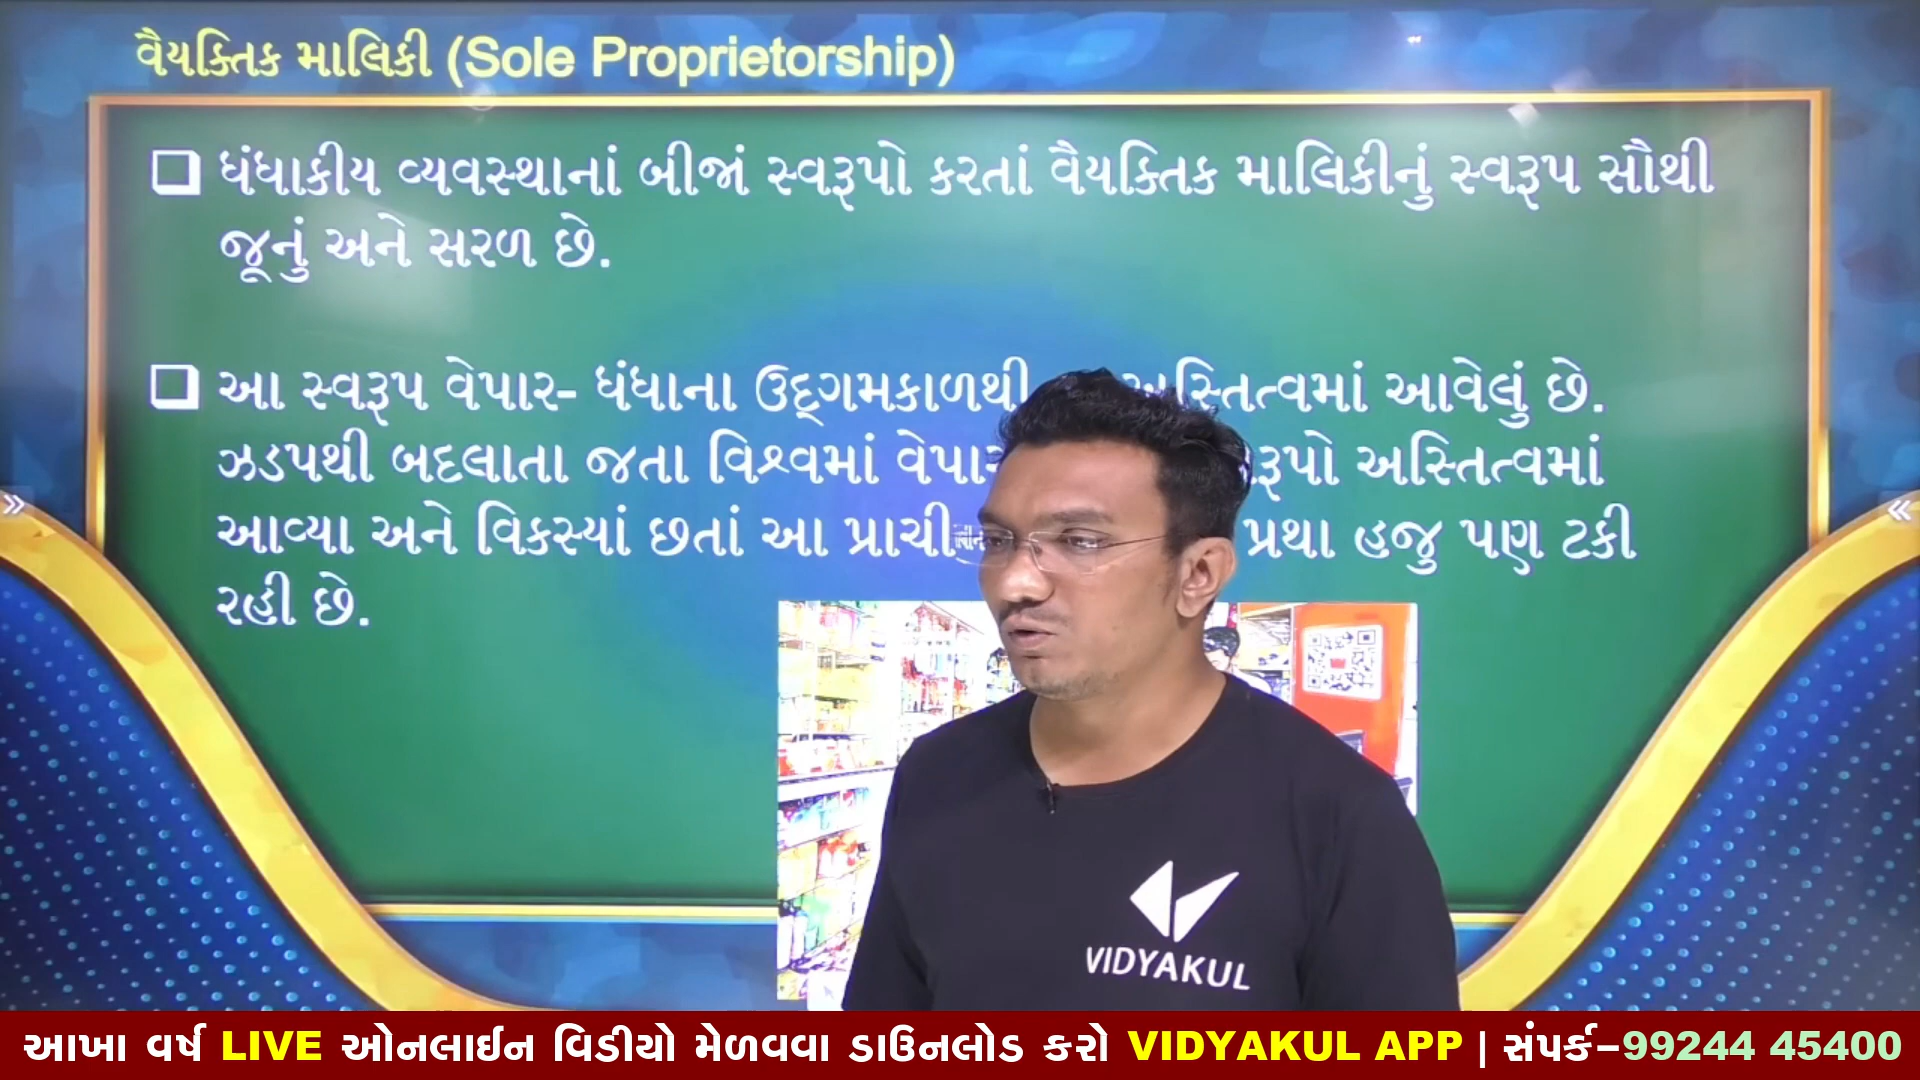 વૈયક્તિક માલિકી (Sole Proprietorship)
ધંધાકીય વ્યવસ્થાનાં બીજાં સ્વરૂપો કરતાં વૈયક્તિક માલિકીનું સ્વરૂપ સૌથી
જૂનું અને સરળ છે.
આ સ્વરૂપ વેપાર- ધંધાના ઉદ્ગમકાળથી અસ્તિત્વમાં આવેલું છે.
ઝડપથી બદલાતા જતા વિશ્વમાં અસ્તિત્વમાં
આવ્યા અને વિકસ્યાં છતાં આ પ્રથા હજુ પણ ટકી
રહી છે.
VIDYAKUL
આખા વર્ષ LIVE ઓનલાઈન વિડીયો મેળવવા ડાઉનલોડ કરો VIDYAKUL APP | સંપર્ક-99244 45400